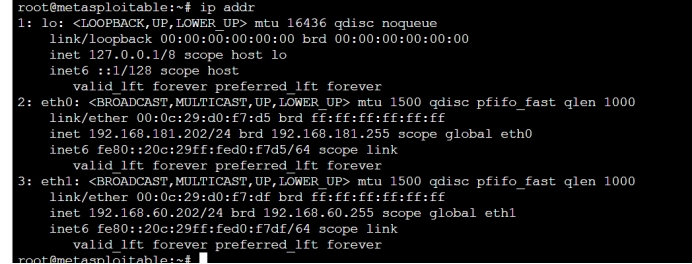 root@metasploitable:~# ip addr
1: lo: <LOOPBACK,UP,LOWER_UP> mtu 16436 qdisc noqueue
    link/loopback 00:00:00:00:00:00 brd 00:00:00:00:00:00
    inet 127.0.0.1/8 scope host lo
    inet6 ::1/128 scope host
       valid_lft forever preferred_lft forever
2: eth0: <BROADCAST,MULTICAST,UP,LOWER_UP> mtu 1500 qdisc pfifo_fast qlen 1000
    link/ether 00:0c:29:d0:f7:d5 brd ff:ff:ff:ff:ff:ff
    inet 192.168.181.202/24 brd 192.168.181.255 scope global eth0
    inet6 fe80::20c:29ff:fed0:f7d5/64 scope link
       valid_lft forever preferred_lft forever
3: eth1: <BROADCAST,MULTICAST,UP,LOWER_UP> mtu 1500 qdisc pfifo_fast qlen 1000
    link/ether 00:0c:29:d0:f7:df brd ff:ff:ff:ff:ff:ff
    inet 192.168.60.202/24 brd 192.168.60.255 scope global eth1
    inet6 fe80::20c:29ff:fed0:f7df/64 scope link
       valid_lft forever preferred_lft forever
root@metasploitable:~#